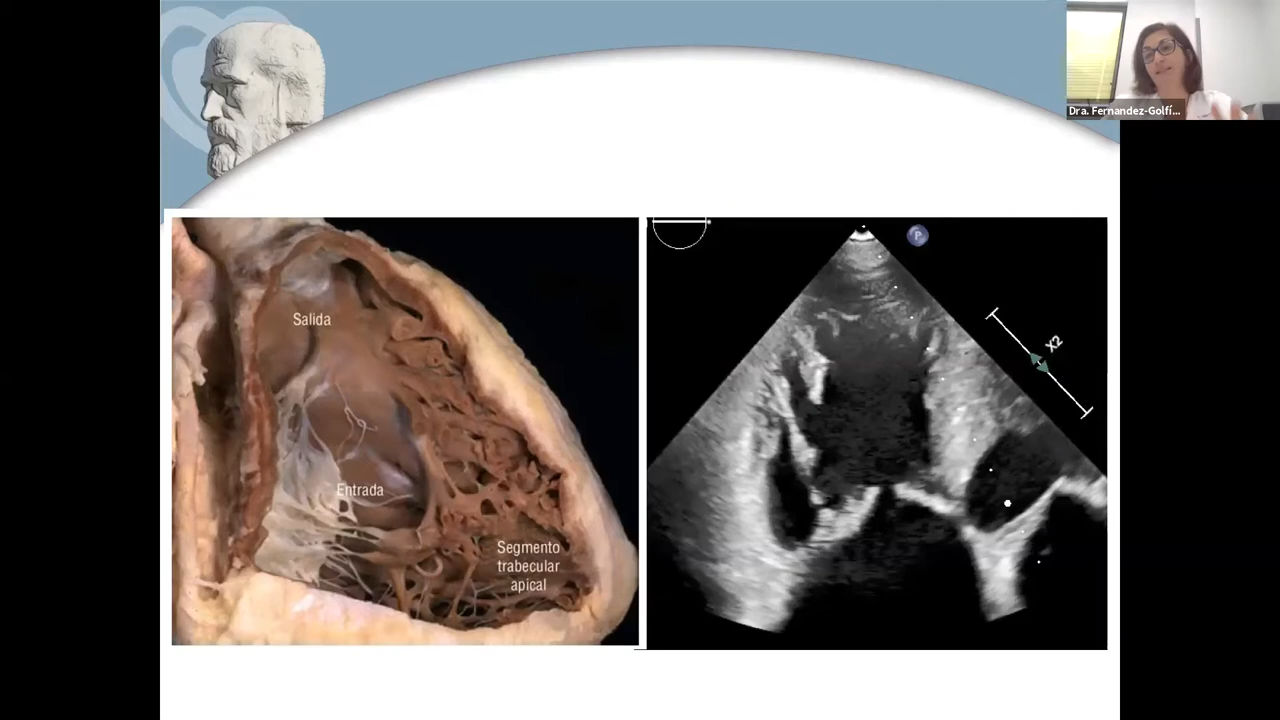 Dra. Fernandez-Golfí...
Salida
Entrada
Segmento
trabecular
apical
P
X2